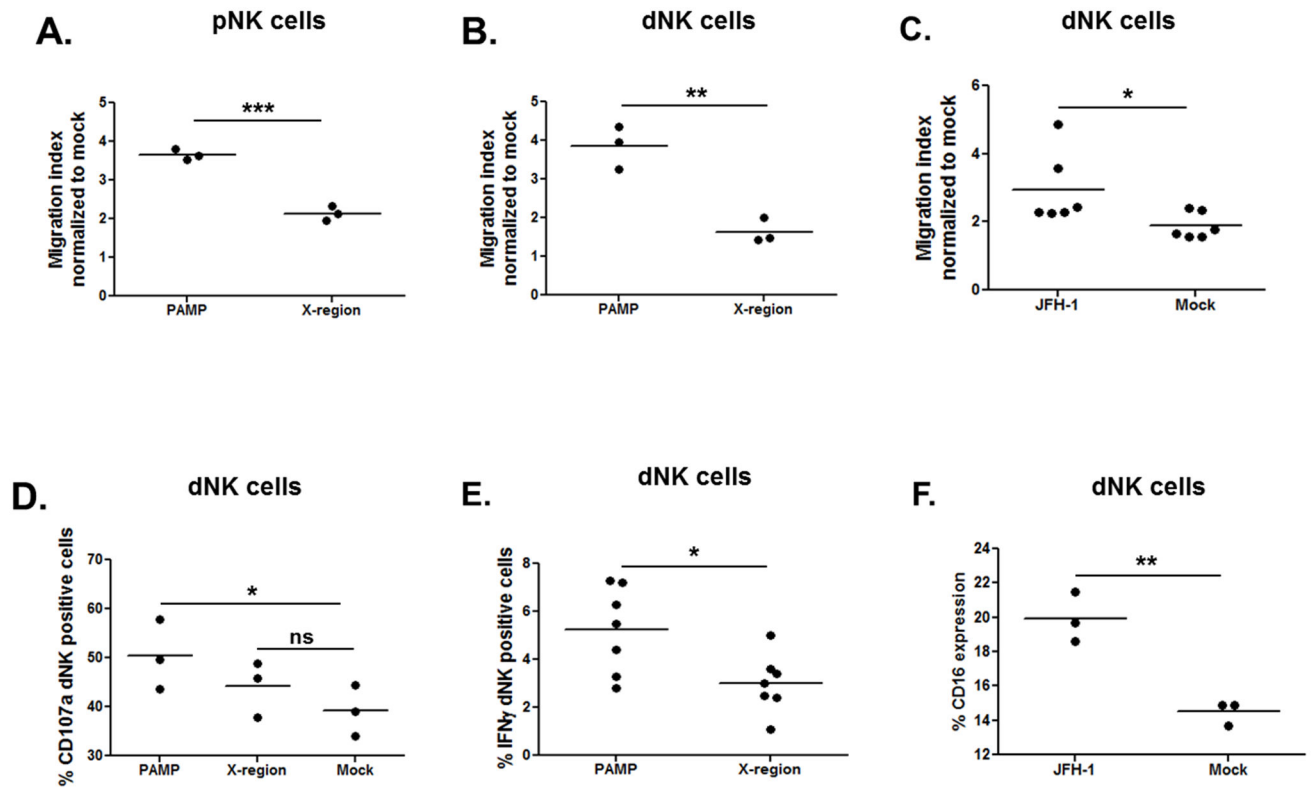 A.
pNK cells
Migration index
normalized to mock
5
4
3
2
1
0
***
PAMP
X-region
B.
dNK cells
Migration index
normalized to mock
5
4
3
2
1
0
**
PAMP
X-region
C.
dNK cells
Migration index
normalized to mock
6
4
2
0
*
JFH-1
Mock
D.
dNK cells
% CD107a dNK positive cells
70
60
50
40
30
*
ns
PAMP
X-region
Mock
E.
dNK cells
% IFNγ dNK positive cells
8
6
4
2
0
*
PAMP
X-region
F.
dNK cells
% CD16 expression
24
22
20
18
16
14
12
**
JFH-1
Mock